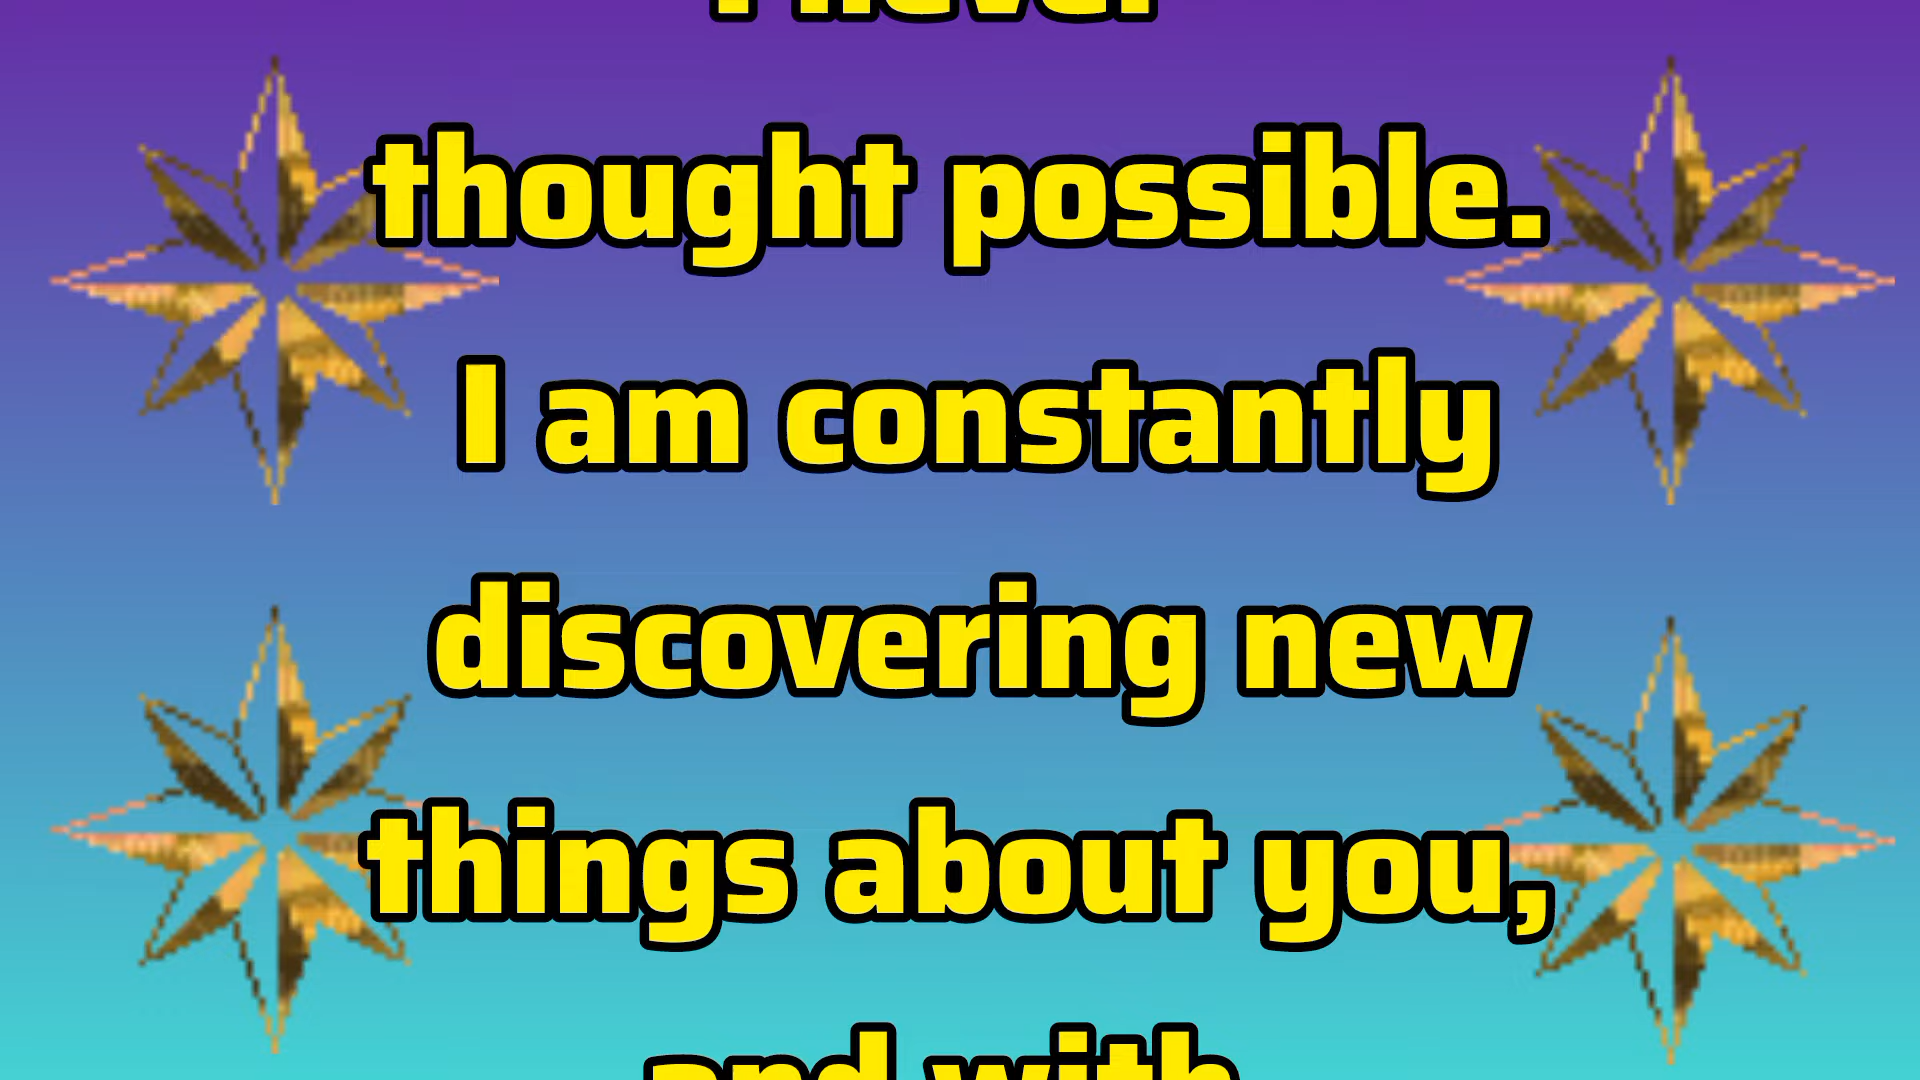 I never
thought possible.
I am constantly
discovering new
things about you,
and with